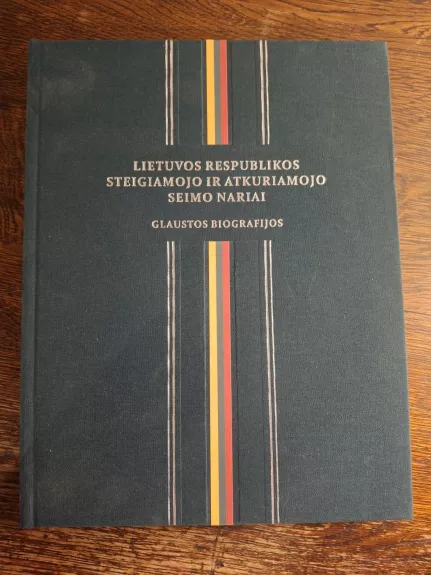 LIETUVOS RESPUBLIKOS
STEIGIAMOJO IR ATKURIAMOJO
SEIMO NARIAI
GLAUSTOS BIOGRAFIJOS